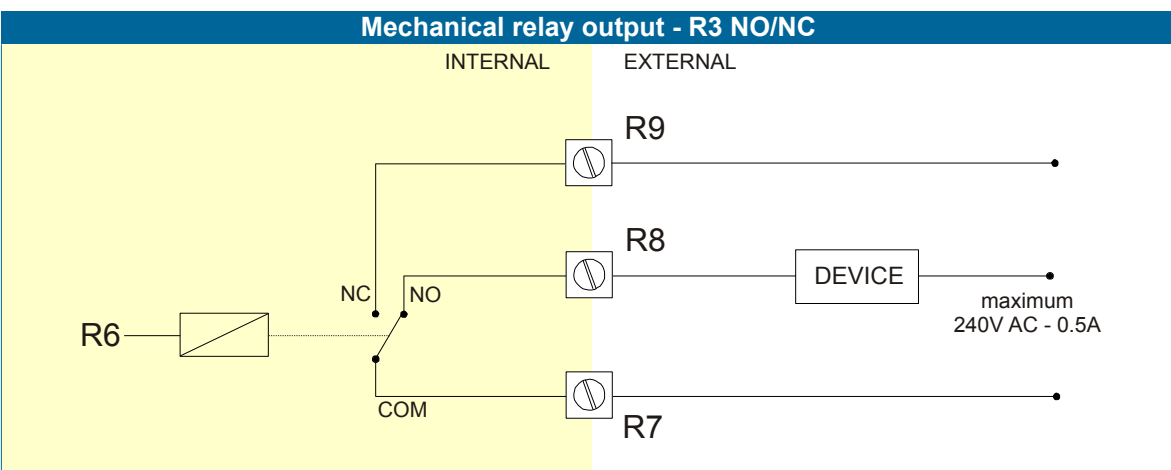 Mechanical relay output - R3 NO/NC
INTERNAL
EXTERNAL
R9
R8
NC
NO
DEVICE
maximum
240V AC - 0.5A
R6
COM
R7